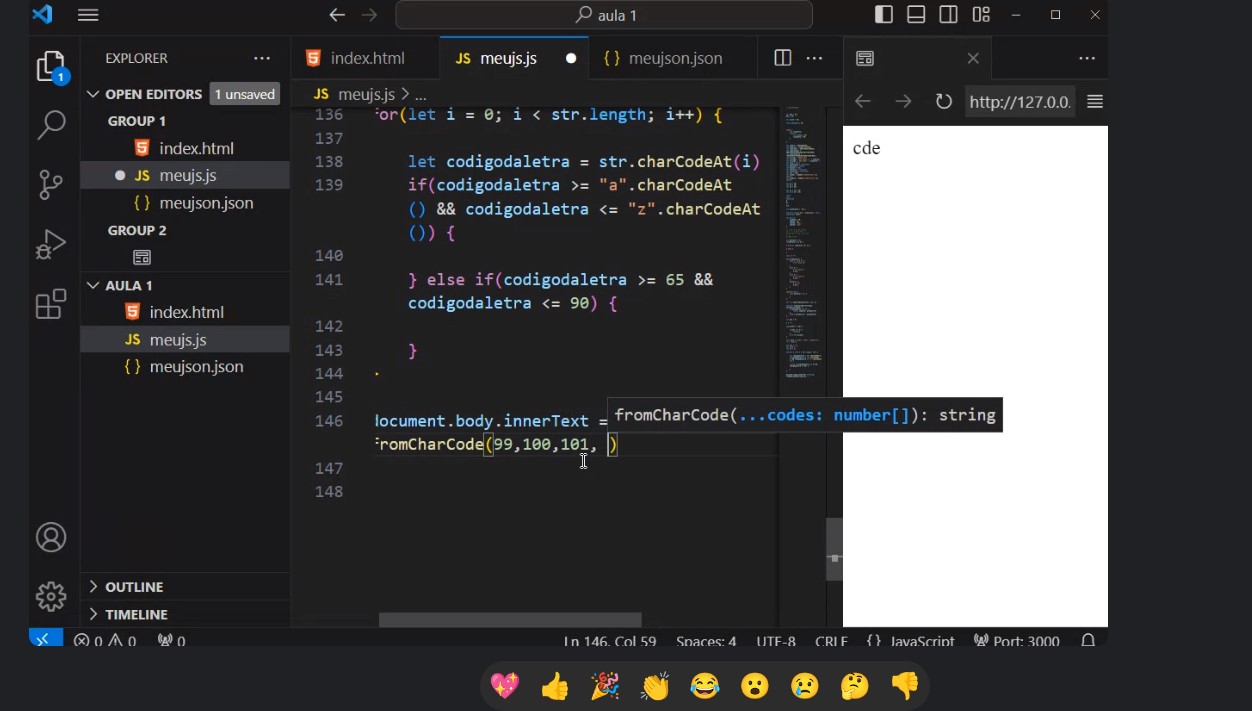 aula 1
EXPLORER
index.html
JS meujs.js
{ } meujson.json
http://127.0.0.
1
OPEN EDITORS 1 unsaved
GROUP 1
index.html
JS meujs.js
{ } meujson.json
GROUP 2
AULA 1
index.html
JS meujs.js
{ } meujson.json
OUTLINE
TIMELINE
JS meujs.js > ...
136 for(let i = 0; i < str.length; i++) {
137
138 let codigodaletra = str.charCodeAt(i)
139 if(codigodaletra >= "a".charCodeAt
() && codigodaletra <= "z".charCodeAt
()) {
140
141 } else if(codigodaletra >= 65 &&
codigodaletra <= 90) {
142
143 }
144
145
146 document.body.innerText =
fromCharCode(99,100,101, )
147
148
fromCharCode(...codes: number[]): string
cde
0 0 0
Ln 146, Col 59 Spaces: 4 UTF-8 CRLF { } JavaScript Port: 3000